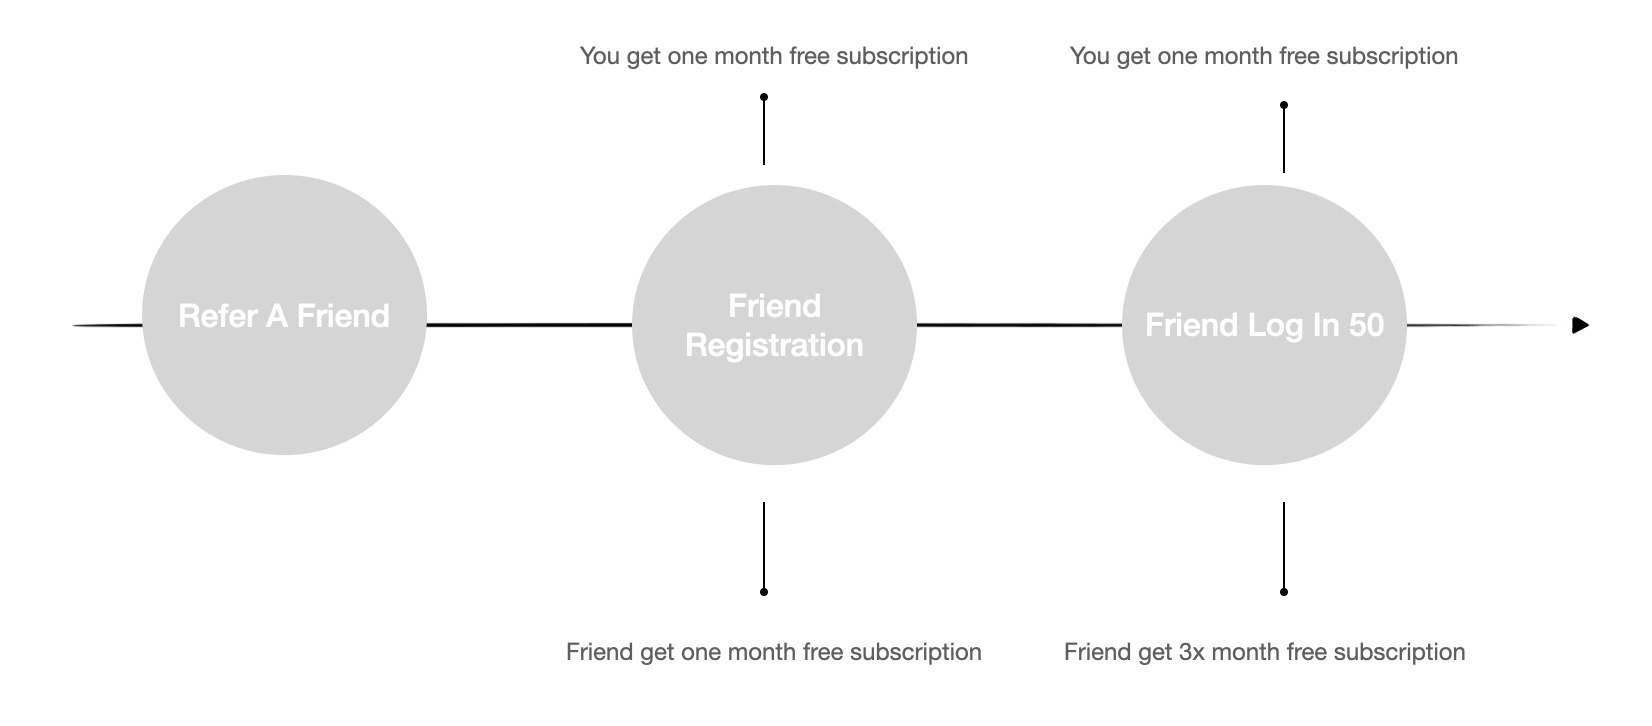 You get one month free subscription
You get one month free subscription
Refer A Friend
Friend
Registration
Friend Log In 50
Friend get one month free subscription
Friend get 3x month free subscription